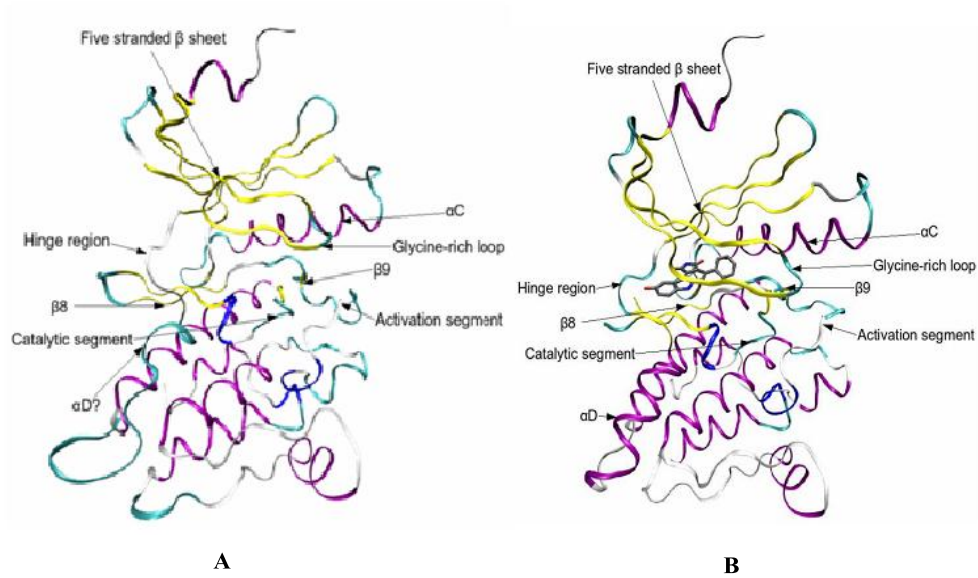 Five stranded β sheet
αC
Hinge region
Glycine-rich loop
β9
β8
Activation segment
Catalytic segment
αD?
A
Five stranded β sheet
αC
Glycine-rich loop
Hinge region
β9
β8
Activation segment
Catalytic segment
αD
B